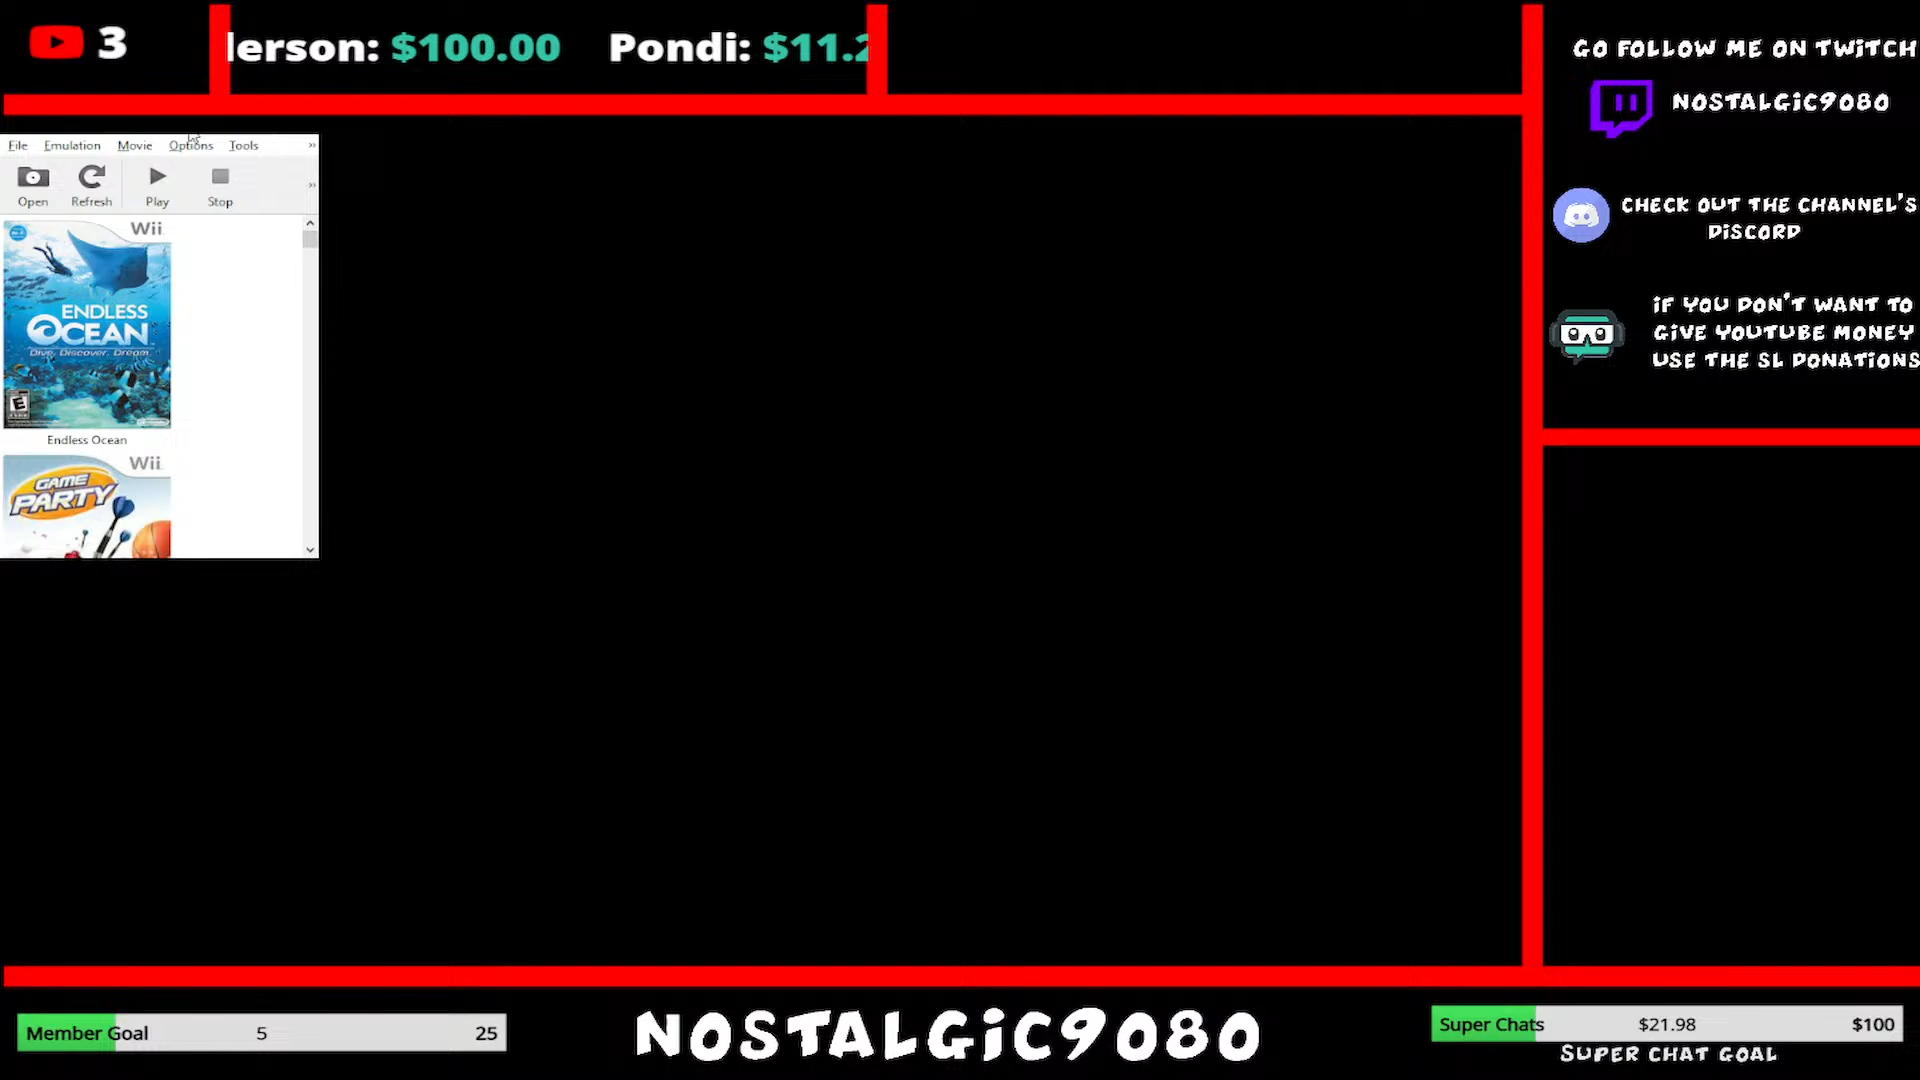 3
lerson: $100.00 Pondi: $11.2
GO FOLLOW ME ON TWITCH
NOSTALGIC9080
CHECK OUT THE CHANNEL'S
DISCORD
IF YOU DON'T WANT TO
GIVE YOUTUBE MONEY
USE THE SL DONATIONS
File Emulation Movie Options Tools »
Open Refresh Play Stop »
Wii
ENDLESS
OCEAN
Dive. Discover. Dream.
E
Endless Ocean
Wii
GAME
PARTY
Member Goal 5 25
NOSTALGIC9080
Super Chats $21.98 $100
SUPER CHAT GOAL